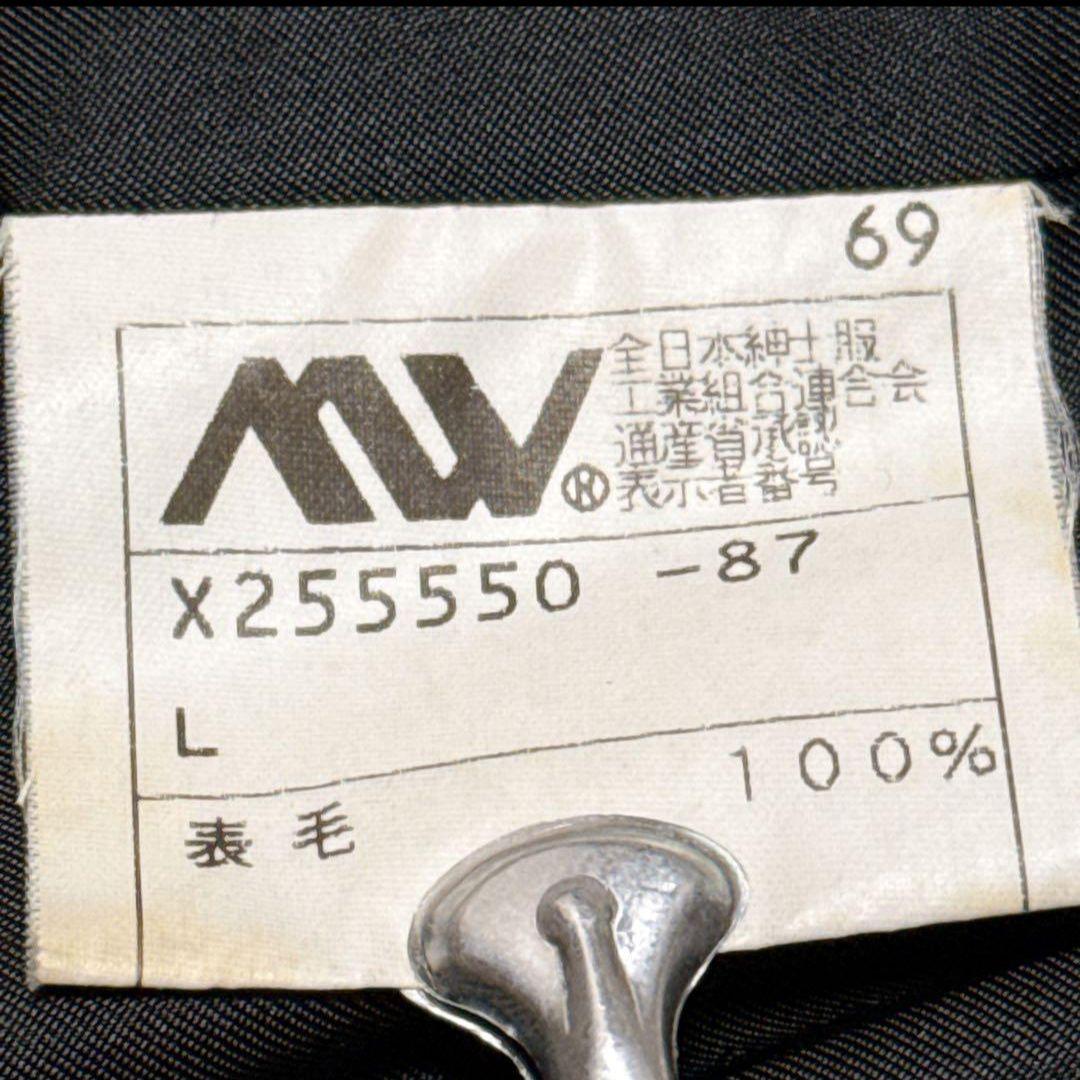 69
MW®
全日本紳士服
工業組合連合会
通産省承認
表示者番号
X255550 -87
L
表 毛 100%